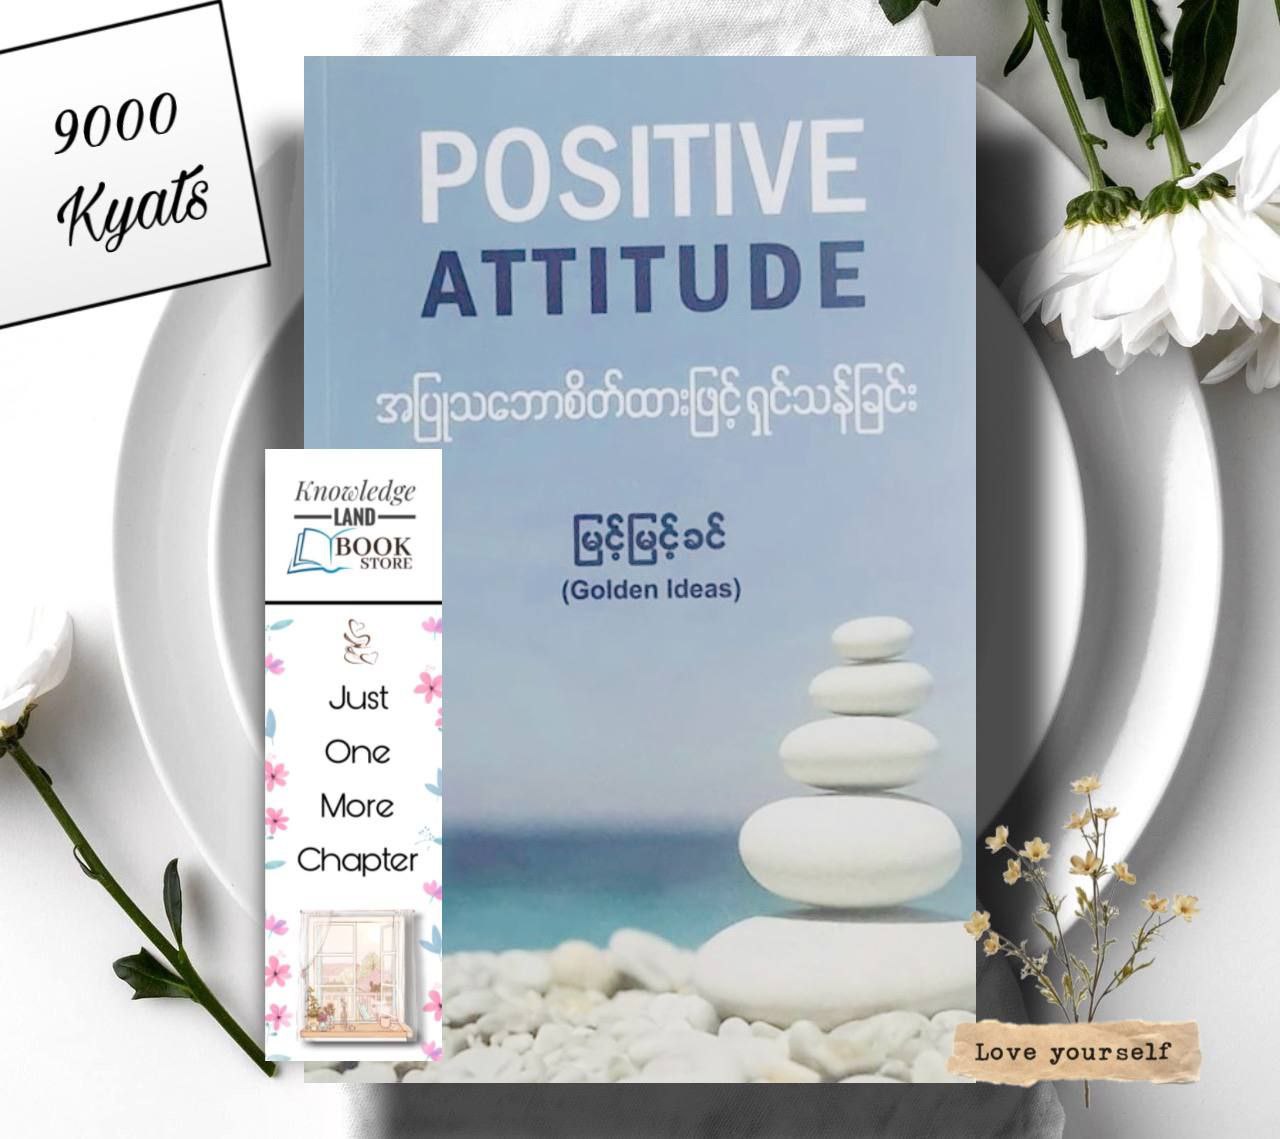 9000
Kyats
POSITIVE
ATTITUDE
အပြုသဘောစိတ်ထားဖြင့် ရှင်သန်ခြင်း
မြင့်မြင့်ခင်
(Golden Ideas)
Knowledge
LAND
BOOK
STORE
Just
One
More
Chapter
Love yourself